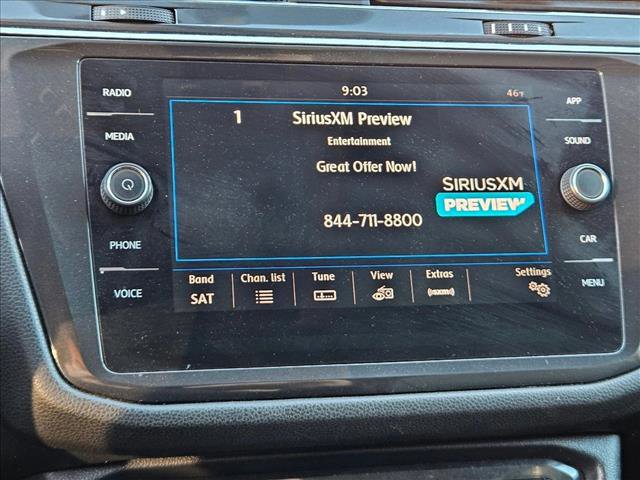 RADIO
MEDIA
PHONE
VOICE
9:03
46°F
1 SiriusXM Preview
Entertainment
Great Offer Now!
844-711-8800
SIRIUSXM
PREVIEW
Band Chan. list Tune View Extras Settings
SAT
((SXM))
APP
SOUND
CAR
MENU